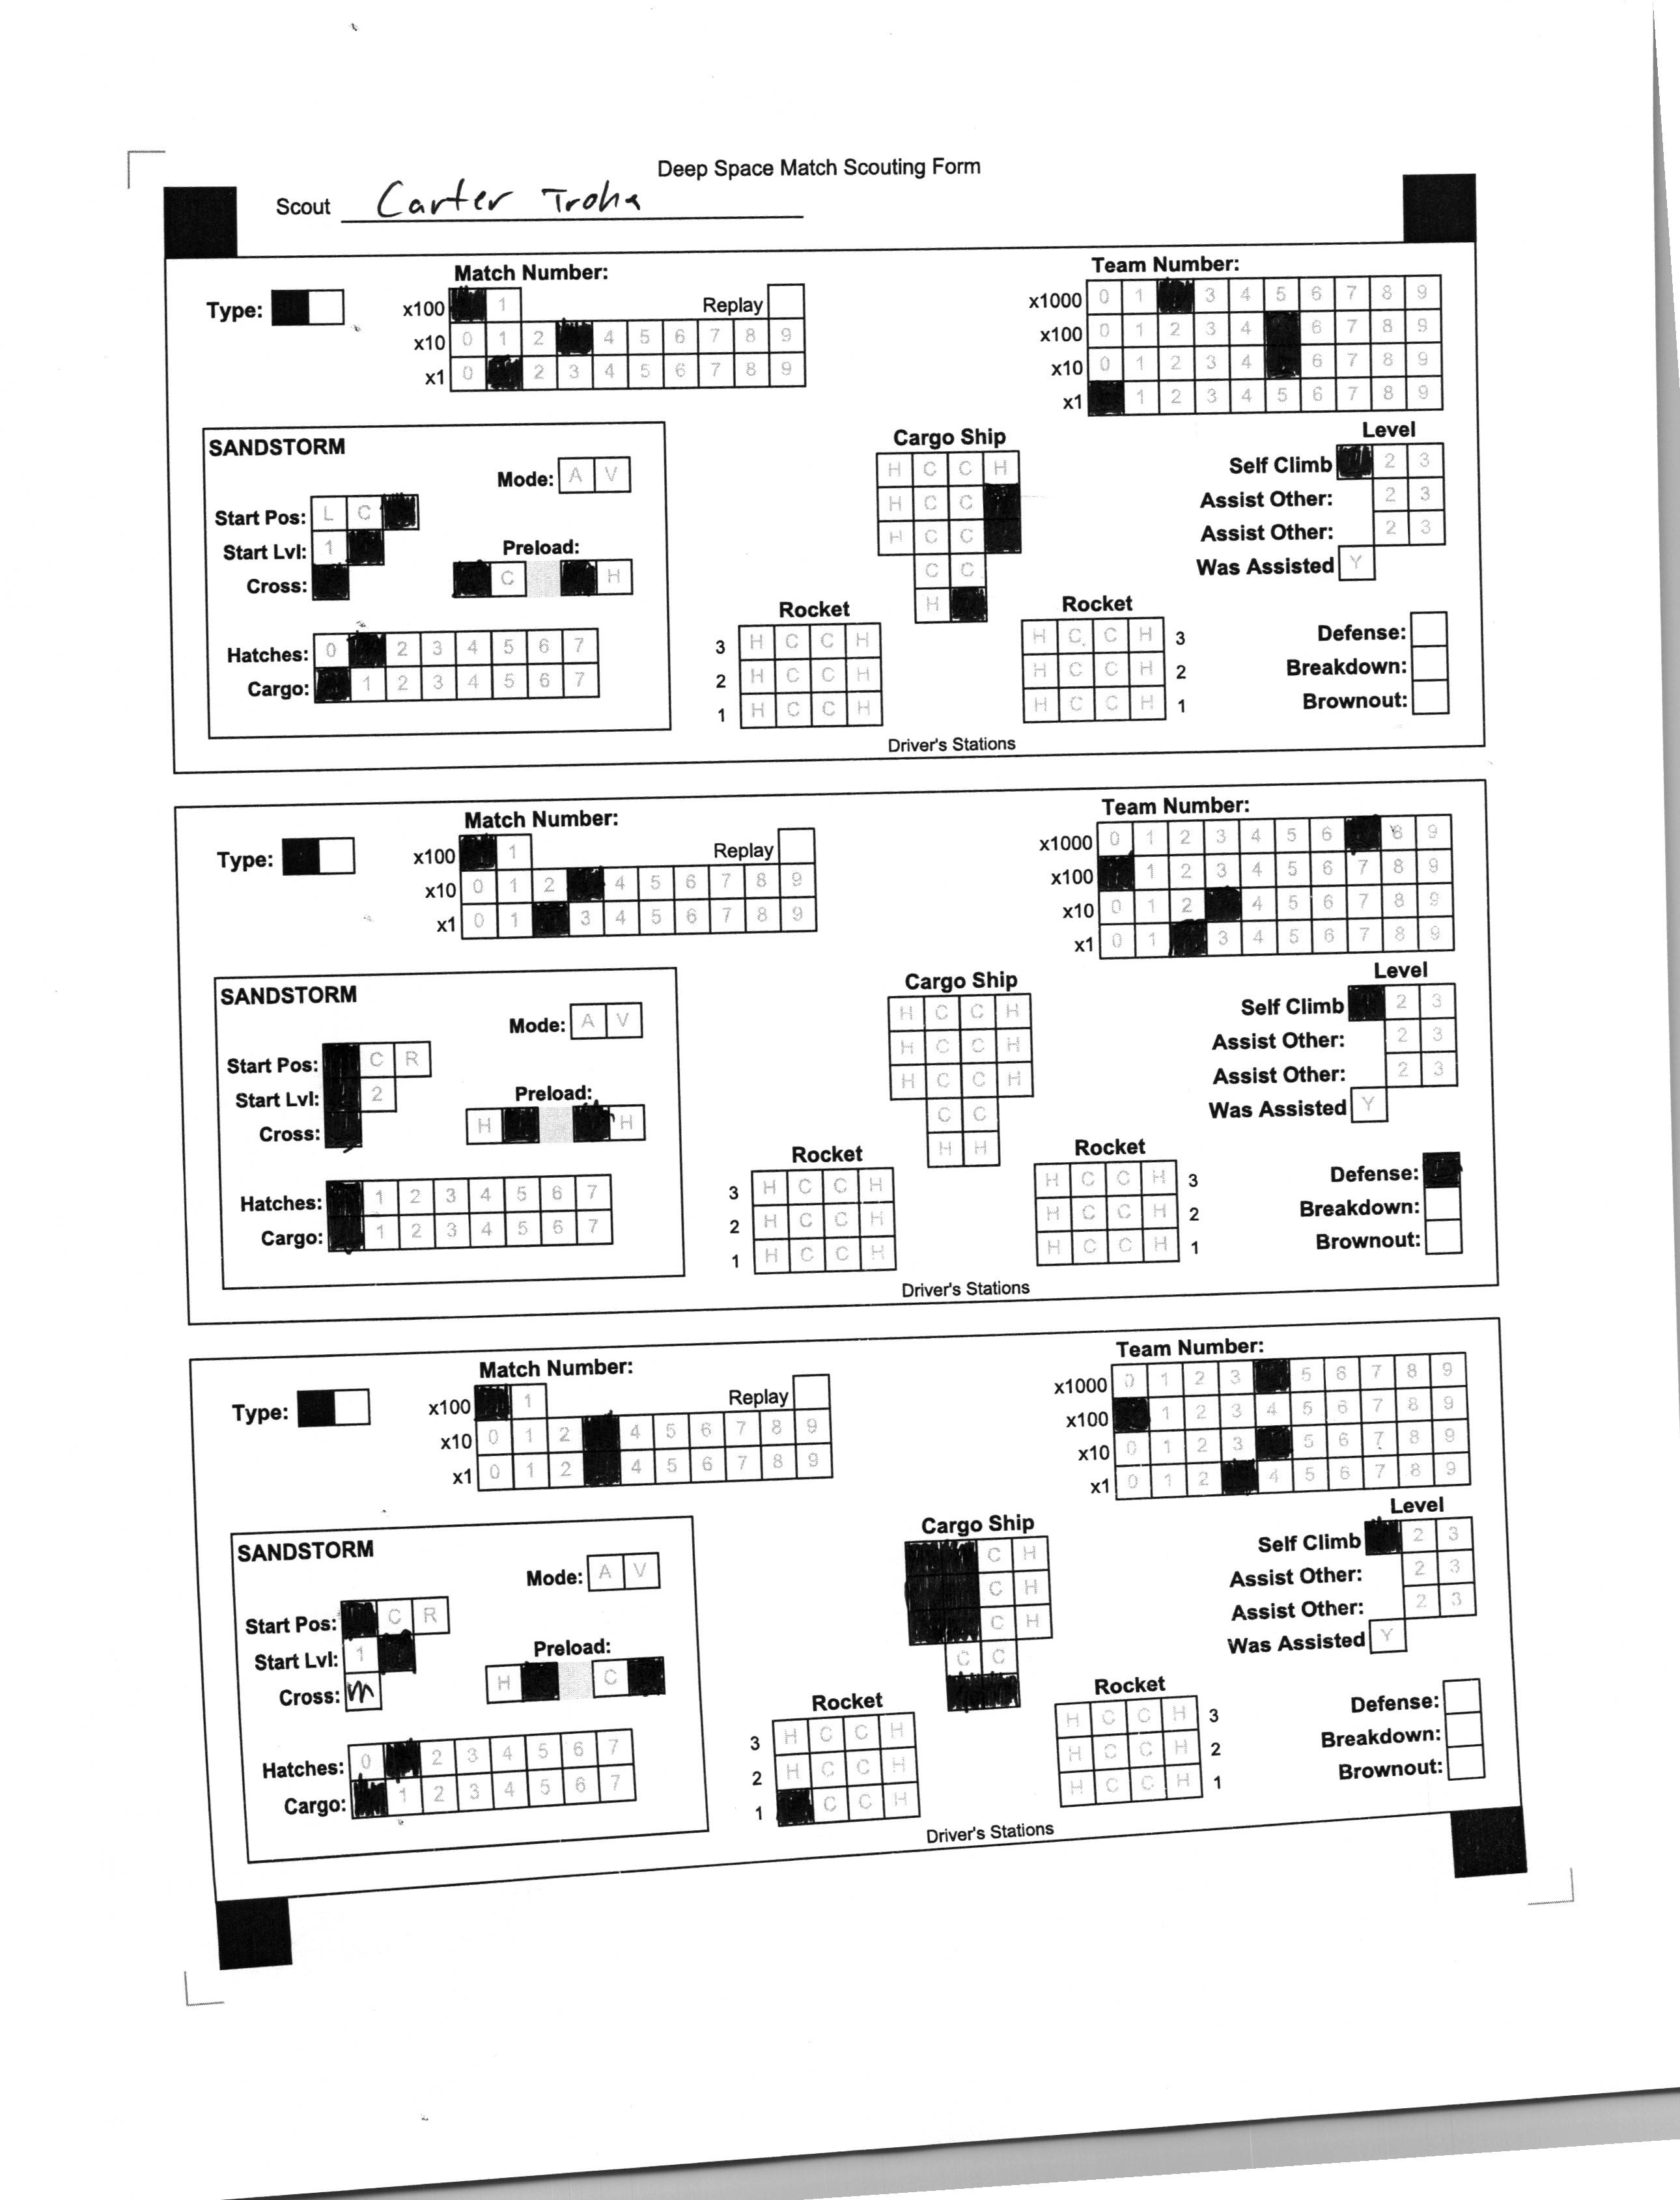 Deep Space Match Scouting Form
Scout Carter Troha
Match Number:
Team Number:
Type:
x100 1 Replay
x10 0 1 2 4 5 6 7 8 9
x1 0 2 3 4 5 6 7 8 9
x1000 0 1 3 4 5 6 7 8 9
x100 0 1 2 3 4 6 7 8 9
x10 0 1 2 3 4 6 7 8 9
x1 1 2 3 4 5 6 7 8 9
SANDSTORM
Mode: A V
Start Pos: L C
Start Lvl: 1
Cross:
Preload:
C H
Hatches: 0 2 3 4 5 6 7
Cargo: 1 2 3 4 5 6 7
Cargo Ship
H C C H
H C C
H C C
C C
H
Rocket
3 H C C H
2 H C C H
1 H C C H
Rocket
H C C H 3
H C C H 2
H C C H 1
Driver's Stations
Level
Self Climb 2 3
Assist Other: 2 3
Assist Other: 2 3
Was Assisted Y
Defense:
Breakdown:
Brownout:
Match Number:
Team Number:
Type:
x100 1 Replay
x10 0 1 2 4 5 6 7 8 9
x1 0 1 3 4 5 6 7 8 9
x1000 0 1 2 3 4 5 6 8 9
x100 1 2 3 4 5 6 7 8 9
x10 0 1 2 4 5 6 7 8 9
x1 0 1 3 4 5 6 7 8 9
SANDSTORM
Mode: A V
Start Pos: C R
Start Lvl: 2
Cross:
Preload:
H H
Hatches: 1 2 3 4 5 6 7
Cargo: 1 2 3 4 5 6 7
Cargo Ship
H C C H
H C C H
H C C H
C C
H H
Rocket
3 H C C H
2 H C C H
1 H C C H
Rocket
H C C H 3
H C C H 2
H C C H 1
Driver's Stations
Level
Self Climb 2 3
Assist Other: 2 3
Assist Other: 2 3
Was Assisted Y
Defense:
Breakdown:
Brownout:
Match Number:
Team Number:
Type:
x100 1 Replay
x10 0 1 2 4 5 6 7 8 9
x1 0 1 2 4 5 6 7 8 9
x1000 0 1 2 3 5 6 7 8 9
x100 1 2 3 4 5 6 7 8 9
x10 0 1 2 3 5 6 7 8 9
x1 0 1 2 4 5 6 7 8 9
SANDSTORM
Mode: A V
Start Pos: C R
Start Lvl: 1
Cross:
Preload:
H C
Hatches: 0 2 3 4 5 6 7
Cargo: 1 2 3 4 5 6 7
Cargo Ship
C H
C H
C H
C C
Rocket
3 H C C H
2 H C C H
1 C C H
Rocket
H C C H 3
H C C H 2
H C C H 1
Driver's Stations
Level
Self Climb 2 3
Assist Other: 2 3
Assist Other: 2 3
Was Assisted Y
Defense:
Breakdown:
Brownout: